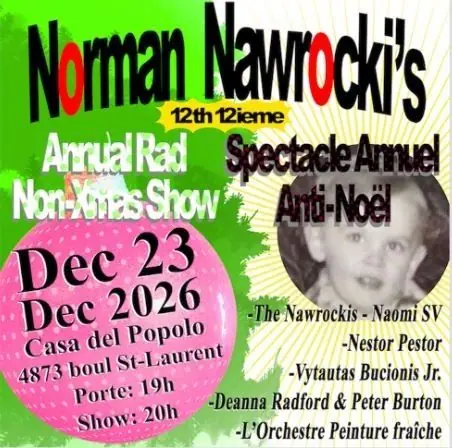 Norman Nawrocki's
12th 12ieme
Annual Rad
Non-Xmas Show
Spectacle Annuel
Anti-Noël
Dec 23
Dec 2026
Casa del Popolo
4873 boul St-Laurent
Porte: 19h
Show: 20h
-The Nawrockis - Naomi SV
-Nestor Pestor
-Vytautas Bucionis Jr.
-Deanna Radford & Peter Burton
-L'Orchestre Peinture fraîche